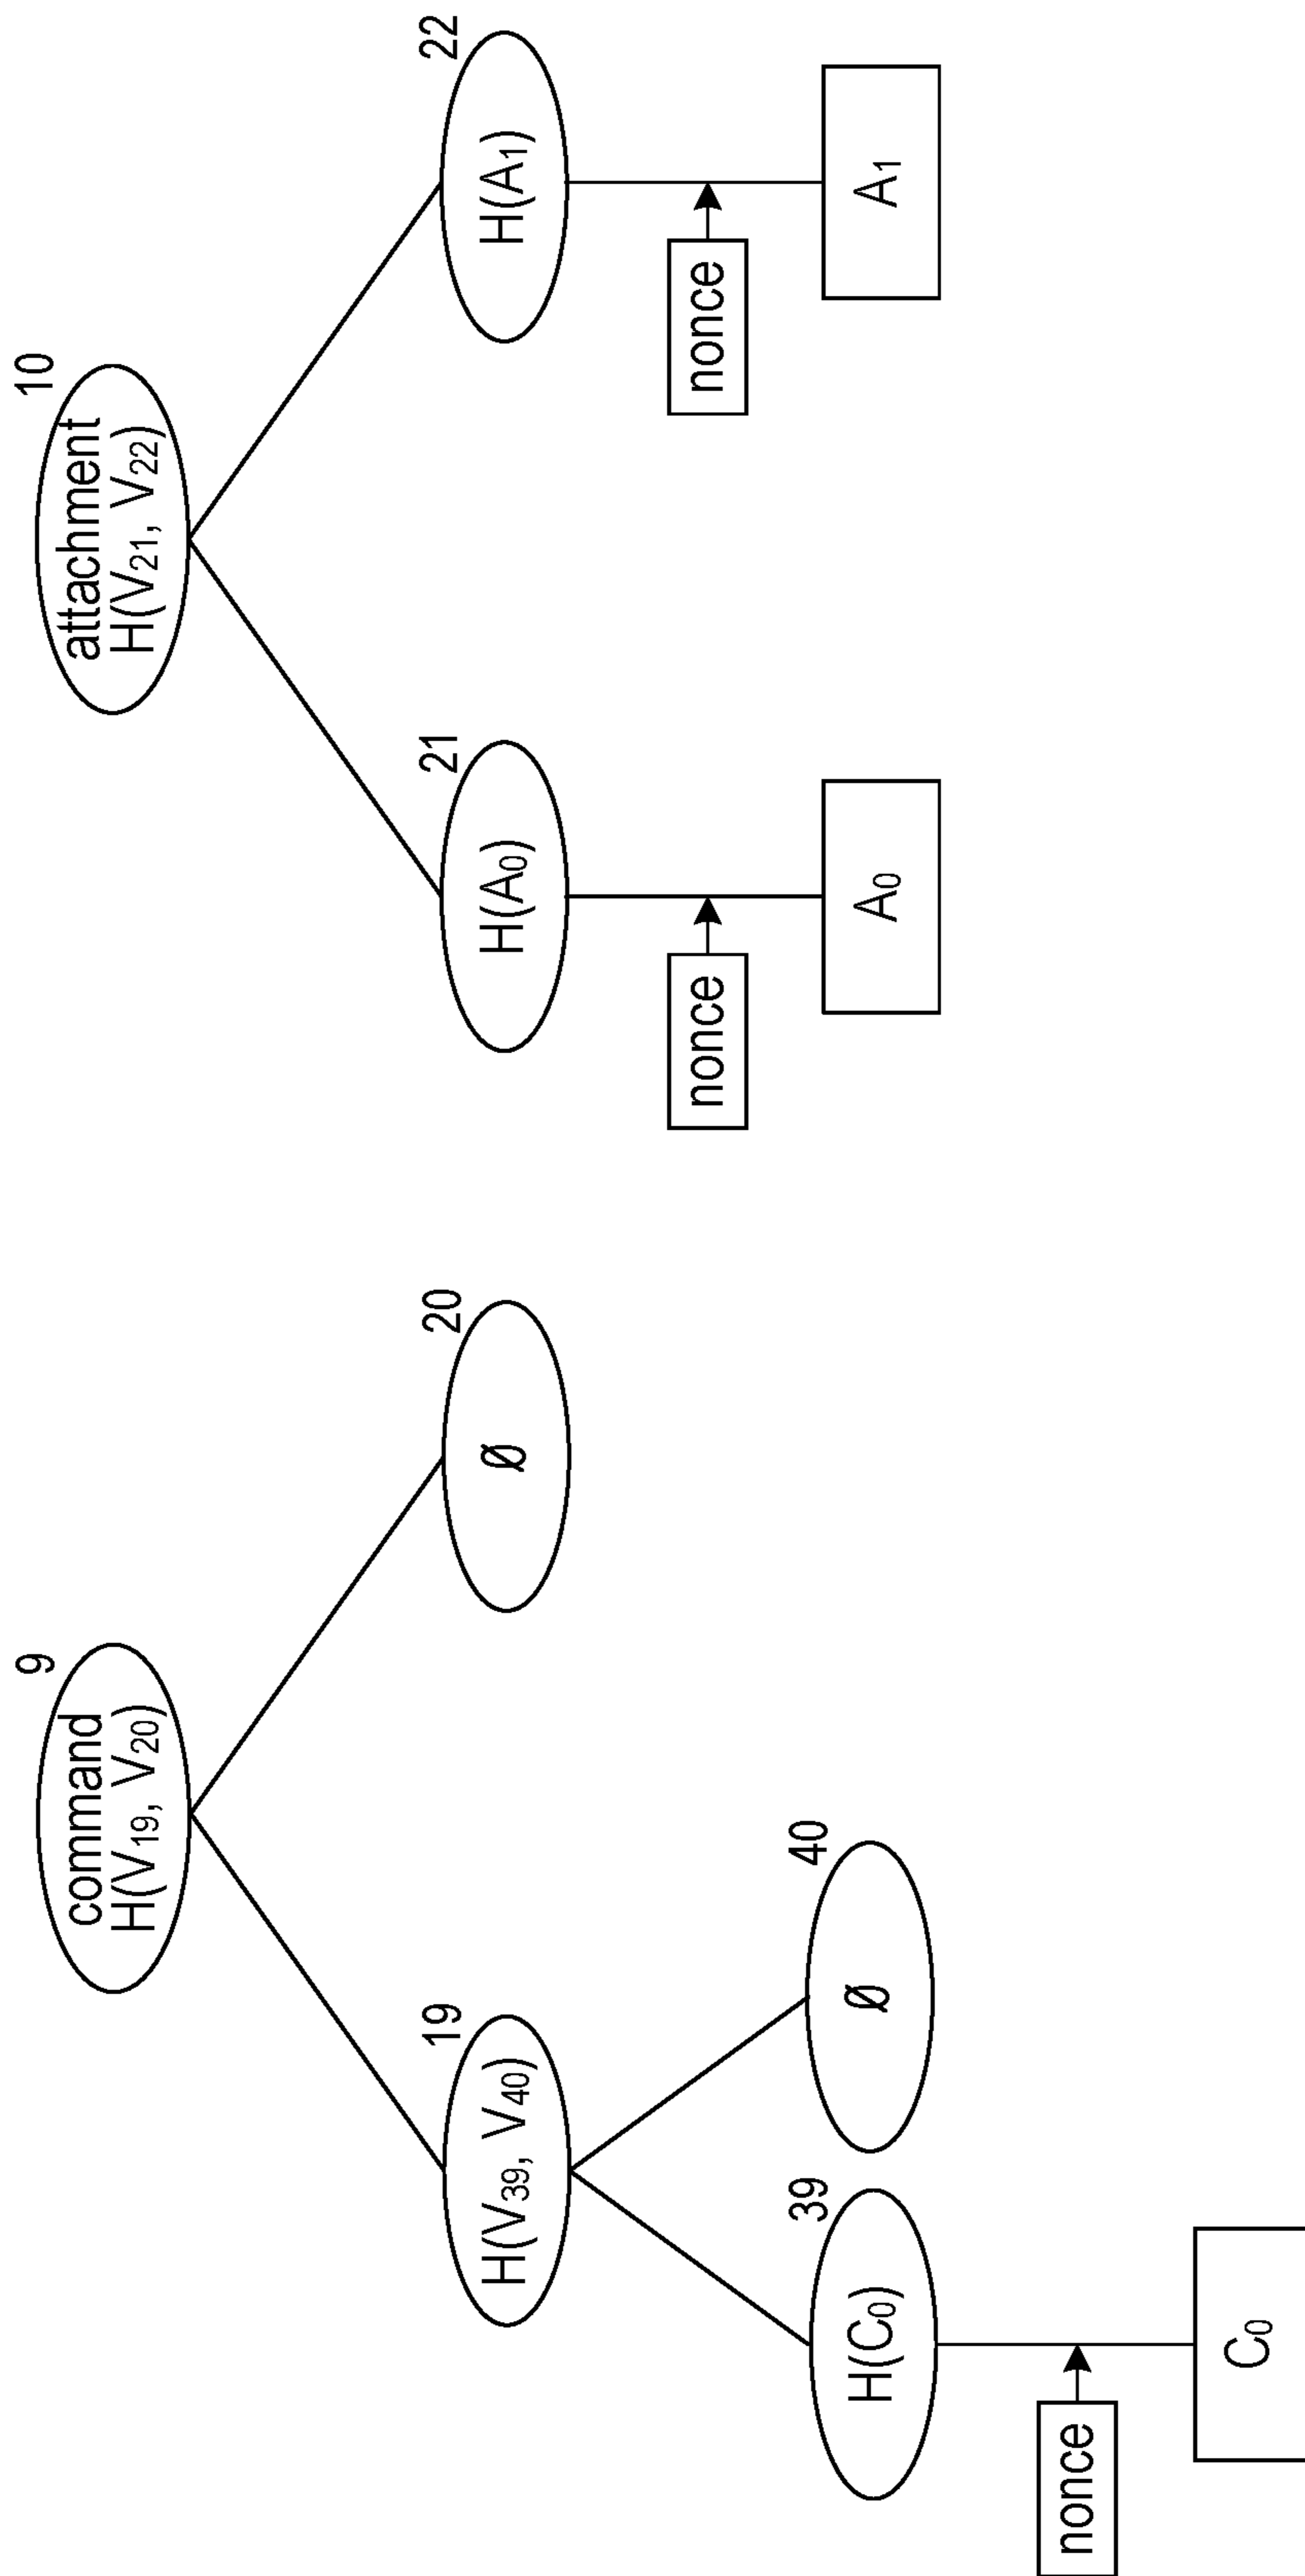 9
command
H(V₁₉, V₂₀)
10
attachment
H(V₂₁, V₂₂)
19
H(V₃₉, V₄₀)
20
Ø
21
H(A₀)
22
H(A₁)
nonce
nonce
39
H(C₀)
40
Ø
A₀
A₁
nonce
C₀